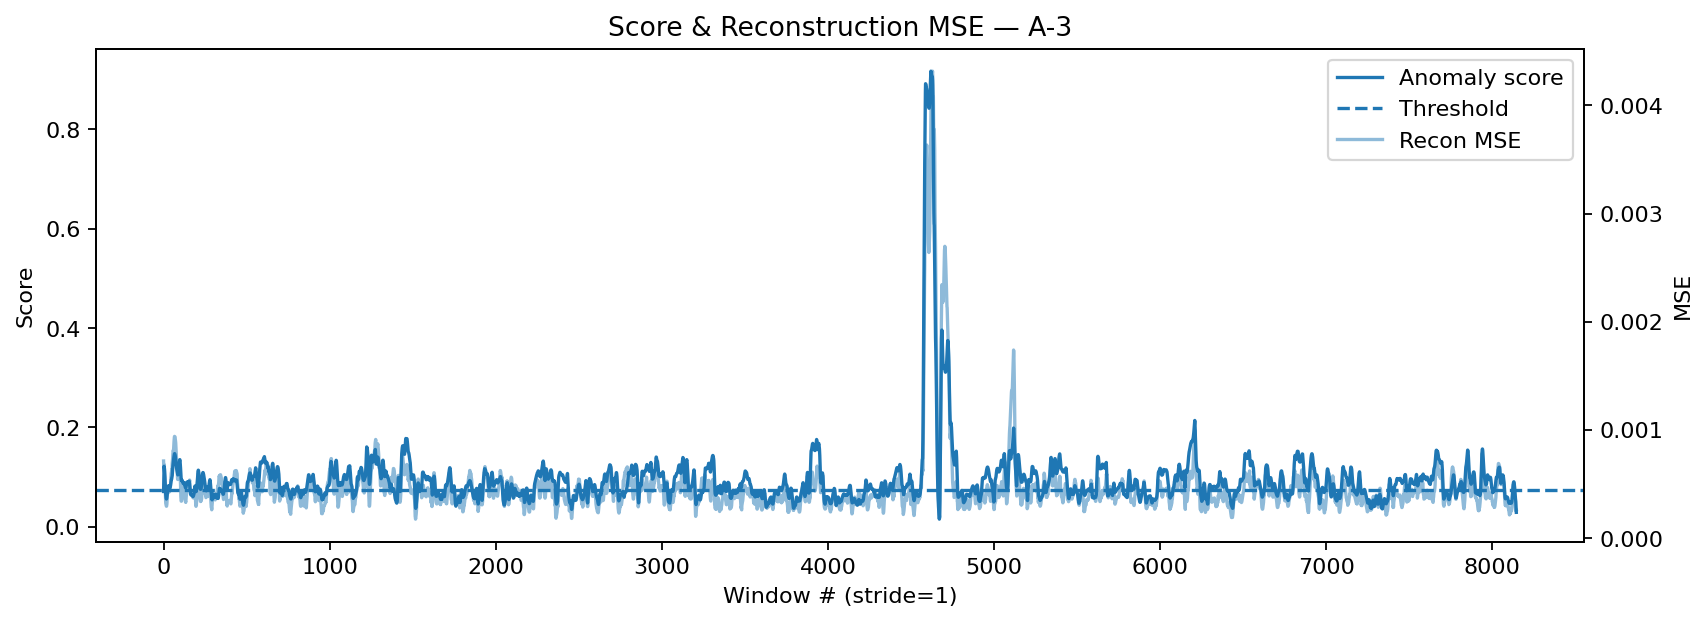 Score & Reconstruction MSE — A-3
Anomaly score
Threshold
Recon MSE
Score
0.8
0.6
0.4
0.2
0.0
0.004
0.003
0.002
0.001
0.000
MSE
0 1000 2000 3000 4000 5000 6000 7000 8000
Window # (stride=1)